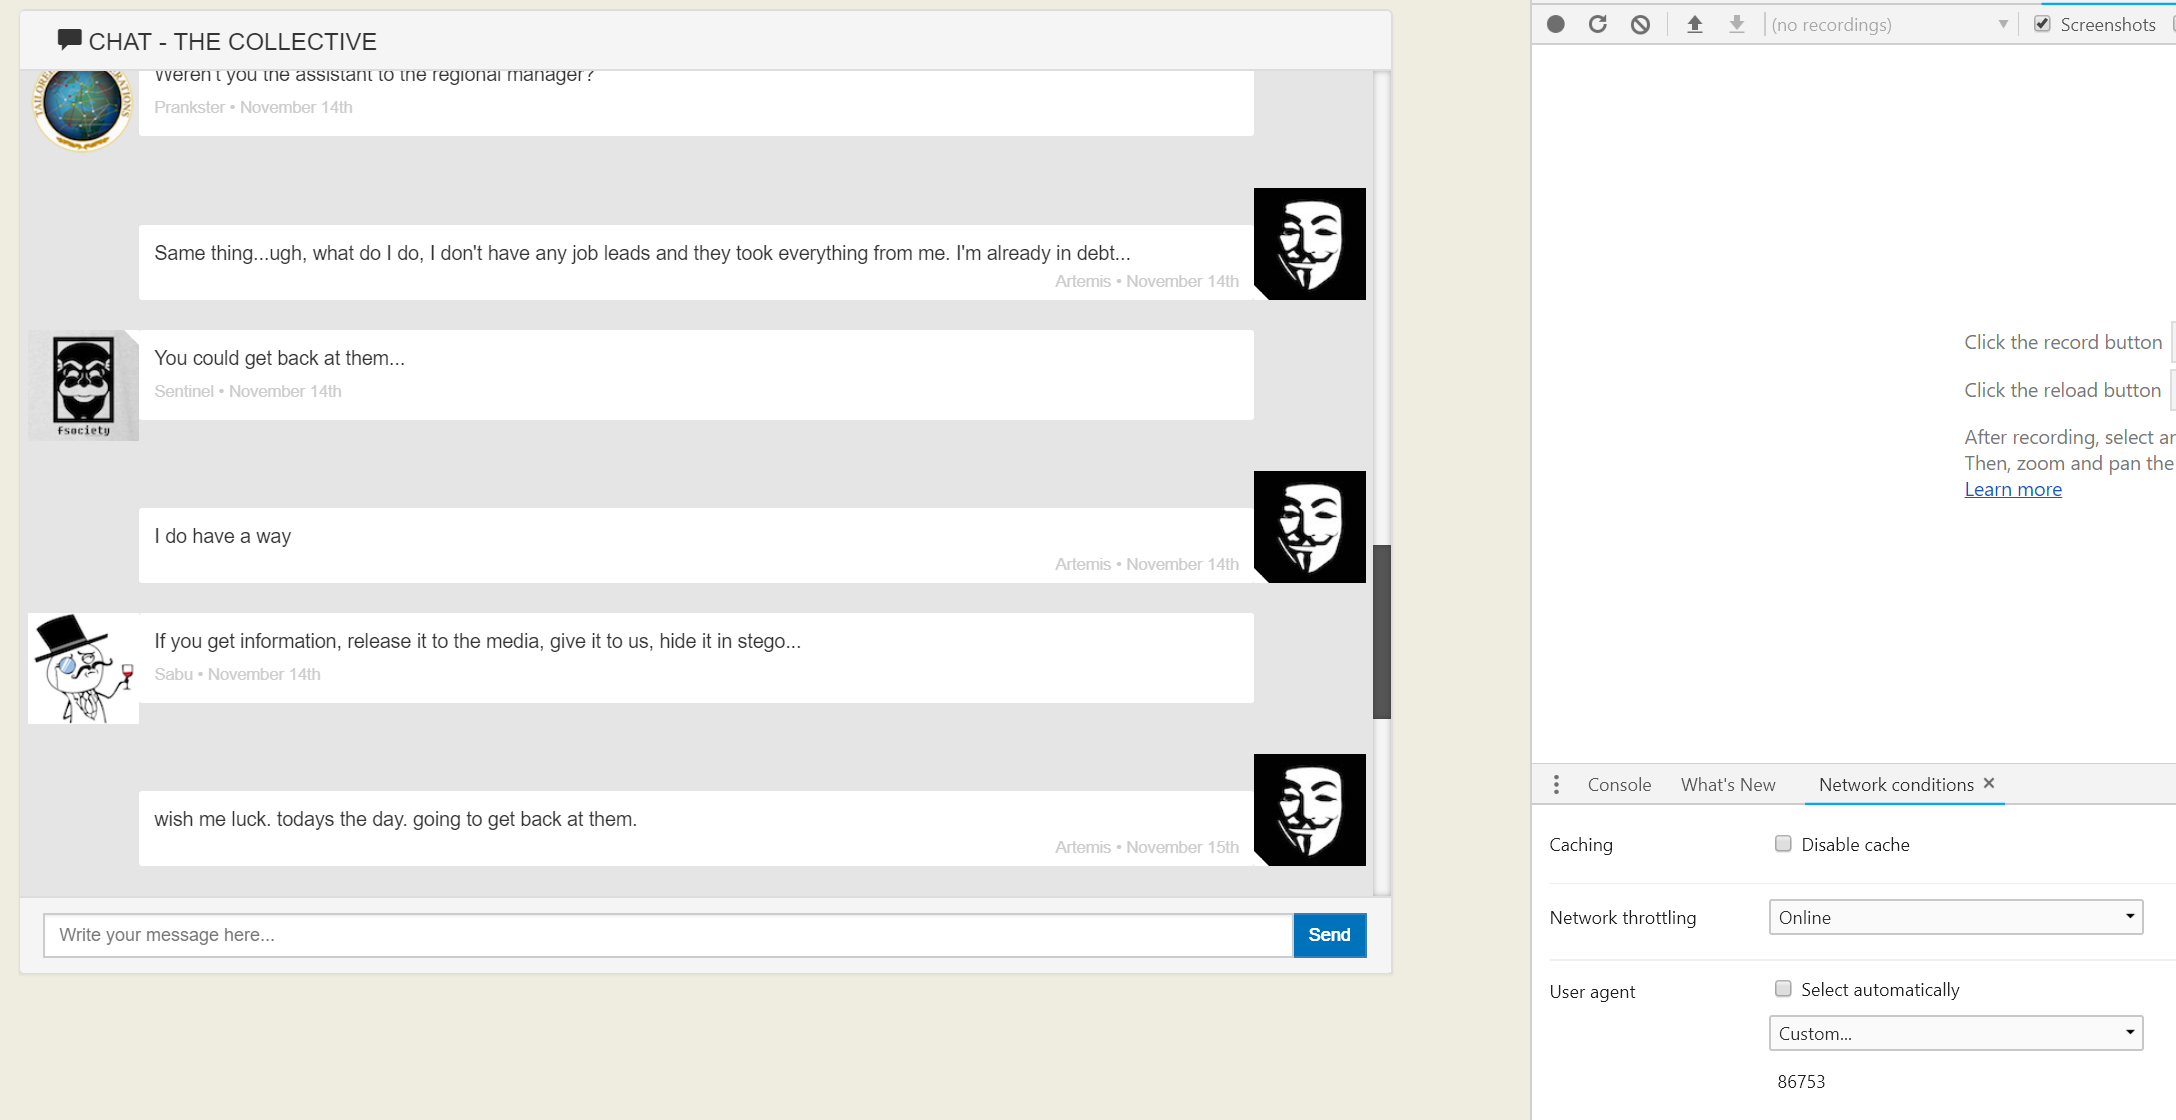 CHAT - THE COLLECTIVE
Weren't you the assistant to the regional manager?
Prankster • November 14th
Same thing...ugh, what do I do, I don't have any job leads and they took everything from me. I'm already in debt...
Artemis • November 14th
You could get back at them...
Sentinel • November 14th
fsociety
I do have a way
Artemis • November 14th
If you get information, release it to the media, give it to us, hide it in stego...
Sabu • November 14th
wish me luck. todays the day. going to get back at them.
Artemis • November 15th
Write your message here...
Send
(no recordings)
Screenshots
Click the record button
Click the reload button
After recording, select an
Then, zoom and pan the
Learn more
Console
What's New
Network conditions ×
Caching
Disable cache
Network throttling
Online
User agent
Select automatically
Custom...
86753